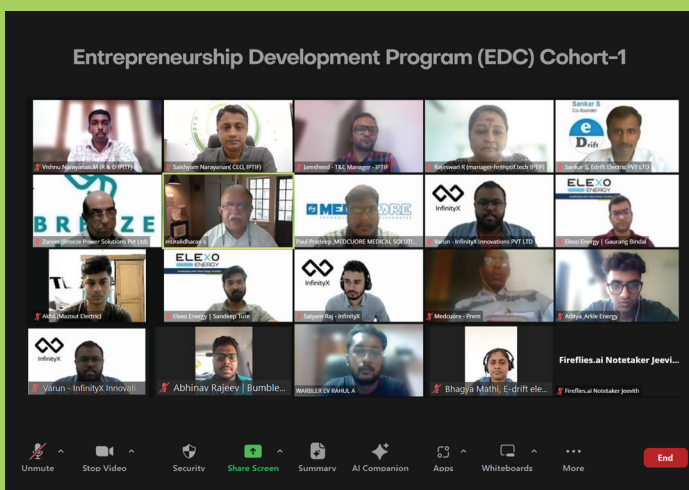 Entrepreneurship Development Program (EDC) Cohort-1
Vishnu Narayanan.M (R & D IPTIF)
Sathyam Narayanan( CEO, IPTIF)
Jamsheed - T&E Manager - IPTIF
Rajeswari R (manager-hr@iptif.tech IPTIF)
Sankar S
Co-founder
e
Drift
Sankar S, Edrift Electric PVT LTD
BREEZE
Zareer (Breeze Power Solutions Pvt Ltd)
muralidharan s
Paul Pradeep_MEDCUORE MEDICAL SOLUTI...
InfinityX
Varun - InfinityX Innovations PVT LTD
ELEXO
ENERGY
Elexo Energy | Gaurang Bindal
Akhil (Mazout Electric)
ELEXO
ENERGY
Elexo Energy | Sandeep Ture
InfinityX
Satyam Raj - InfinityX
Medcuore - Prem
Aditya_Arkle Energy
InfinityX
Varun - InfinityX Innovati...
Abhinav Rajeev | Bumble...
WARBLER EV RAHUL A
Bhagya Mathi, E-drift ele...
Fireflies.ai Notetaker Jeevi...
Fireflies.ai Notetaker Jeevith
Unmute
Stop Video
Security
Share Screen
Summary
AI Companion
Apps
Whiteboards
More
End